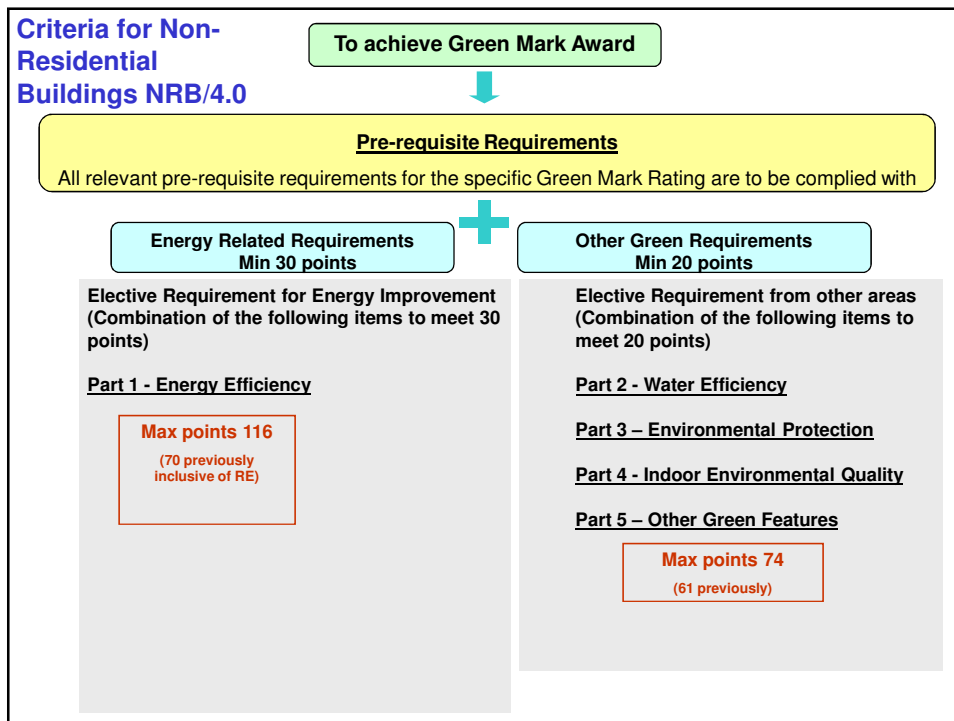 Criteria for Non-
Residential
Buildings NRB/4.0
To achieve Green Mark Award
Pre-requisite Requirements
All relevant pre-requisite requirements for the specific Green Mark Rating are to be complied with
Energy Related Requirements
Min 30 points
Elective Requirement for Energy Improvement
(Combination of the following items to meet 30
points)
Part 1 - Energy Efficiency
Max points 116
(70 previously
inclusive of RE)
Other Green Requirements
Min 20 points
Elective Requirement from other areas
(Combination of the following items to
meet 20 points)
Part 2 - Water Efficiency
Part 3 – Environmental Protection
Part 4 - Indoor Environmental Quality
Part 5 – Other Green Features
Max points 74
(61 previously)